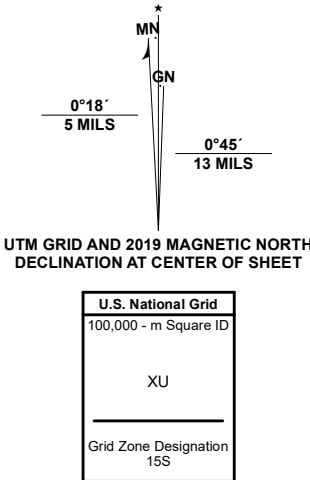 MN
GN
0°18´
5 MILS
0°45´
13 MILS
UTM GRID AND 2019 MAGNETIC NORTH
DECLINATION AT CENTER OF SHEET
U.S. National Grid
100,000 - m Square ID
XU
Grid Zone Designation
15S